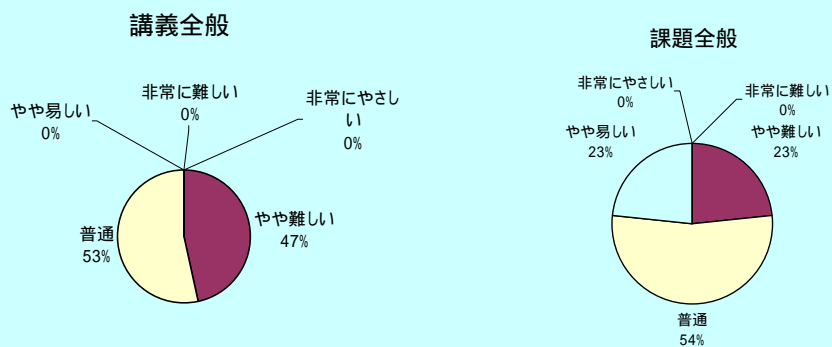 講義全般
非常に難しい
0%
非常にやさし
い
0%
やや易しい
0%
やや難しい
47%
普通
53%
課題全般
非常にやさしい
0%
非常に難しい
0%
やや易しい
23%
やや難しい
23%
普通
54%